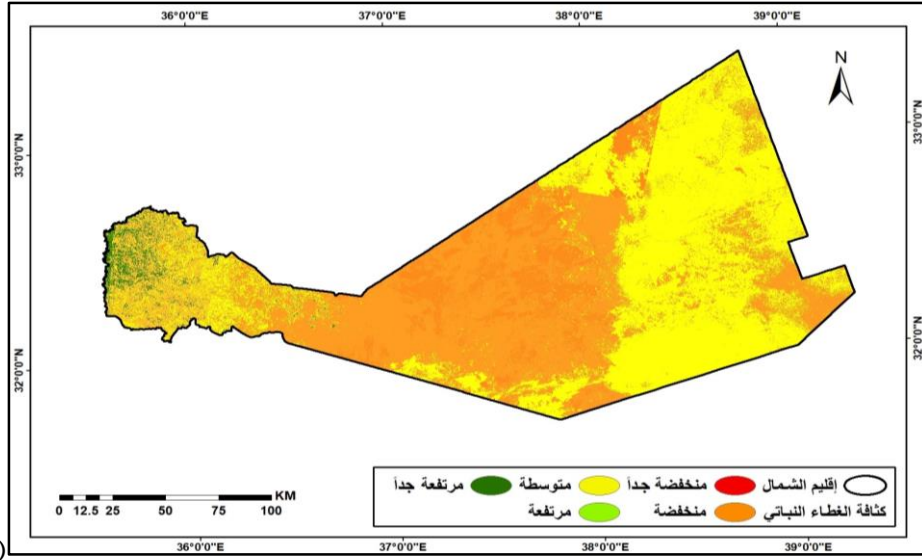 36°0'0"E 37°0'0"E 38°0'0"E 39°0'0"E
N
33°0'0"N 33°0'0"N
32°0'0"N 32°0'0"N
إقليم الشمال منخفضة جداً متوسطة مرتفعة جداً
كثافة الغطاء النباتي منخفضة مرتفعة
KM
0 12.5 25 50 75 100
36°0'0"E 37°0'0"E 38°0'0"E 39°0'0"E